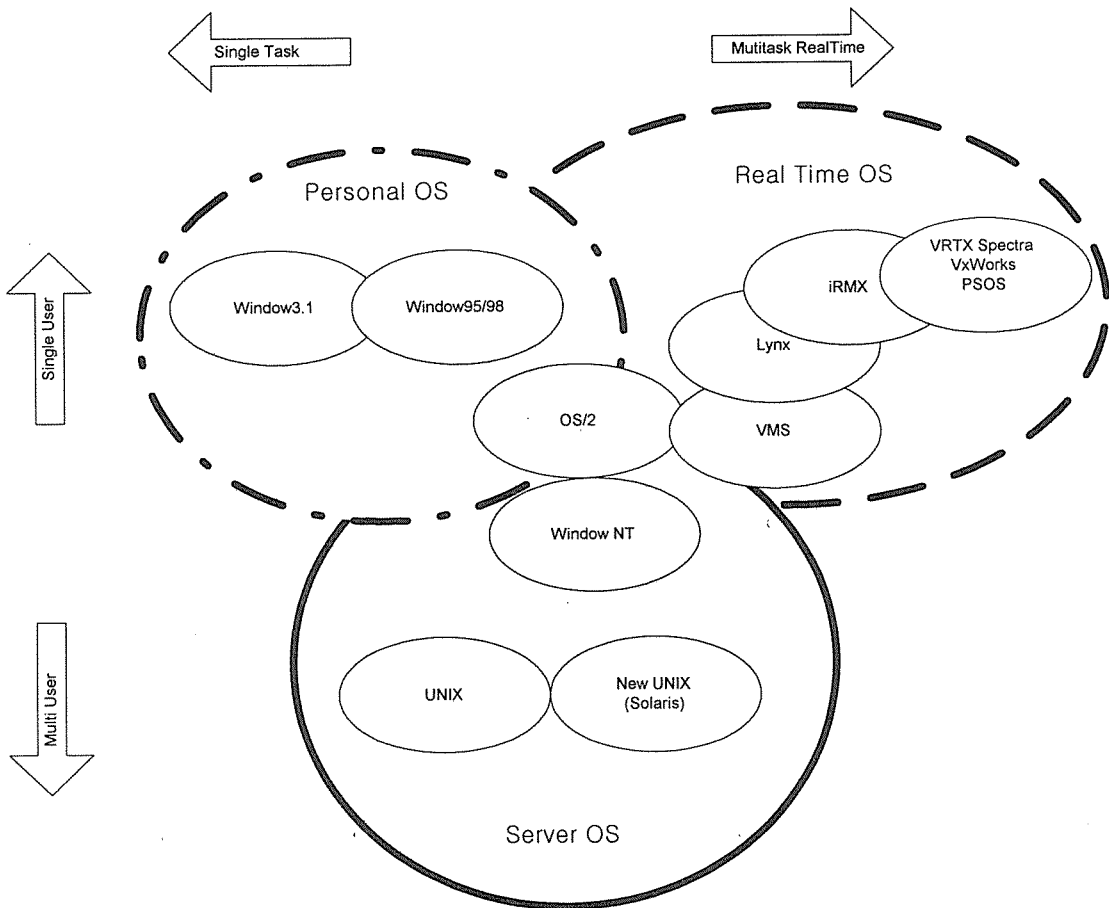 Single Task
Mutitask RealTime
Personal OS
Real Time OS
Single User
Window3.1
Window95/98
VRTX Spectra
VxWorks
PSOS
iRMX
Lynx
OS/2
VMS
Window NT
Multi User
UNIX
New UNIX
(Solaris)
Server OS